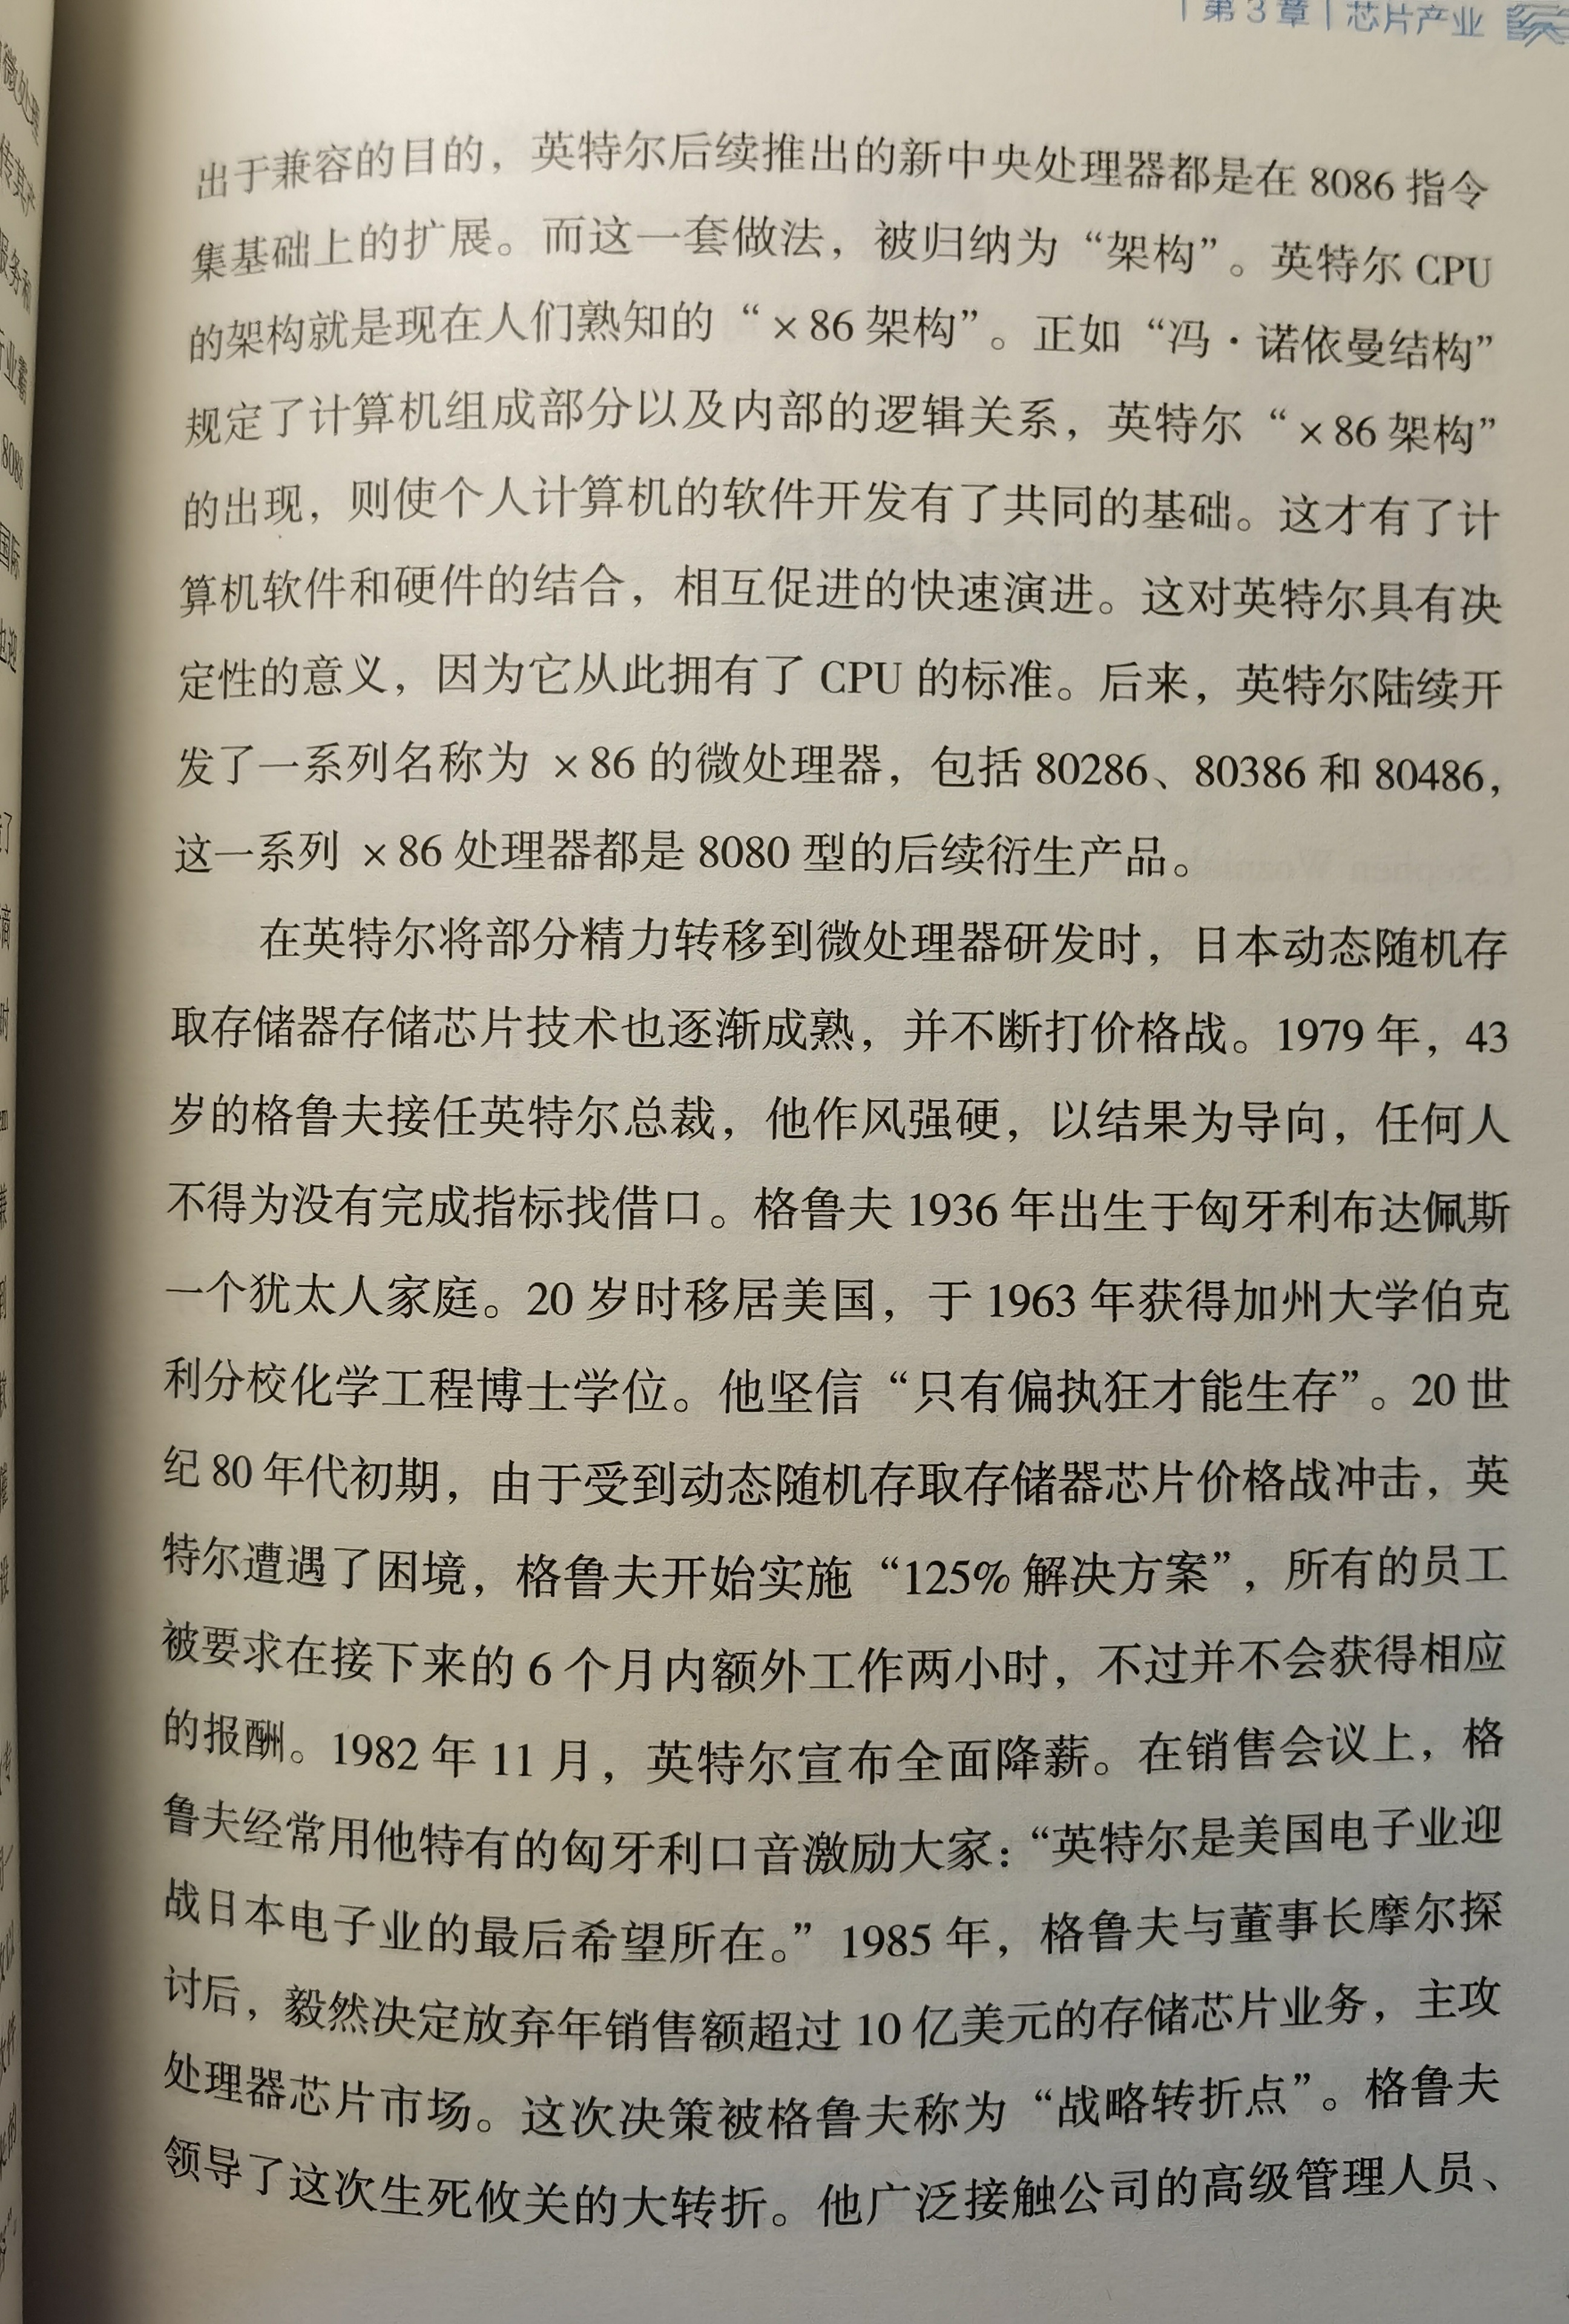 第3章 | 芯片产业
出于兼容的目的，英特尔后续推出的新中央处理器都是在 8086 指令
集基础上的扩展。而这一套做法，被归纳为“架构”。英特尔 CPU
的架构就是现在人们熟知的“×86 架构”。正如“冯·诺依曼结构”
规定了计算机组成部分以及内部的逻辑关系，英特尔“×86 架构”
的出现，则使个人计算机的软件开发有了共同的基础。这才有了计
算机软件和硬件的结合，相互促进的快速演进。这对英特尔具有决
定性的意义，因为它从此拥有了 CPU 的标准。后来，英特尔陆续开
发了一系列名称为 ×86 的微处理器，包括 80286、80386 和 80486，
这一系列 ×86 处理器都是 8080 型的后续衍生产品。
在英特尔将部分精力转移到微处理器研发时，日本动态随机存
取存储器存储芯片技术也逐渐成熟，并不断打价格战。1979 年，43
岁的格鲁夫接任英特尔总裁，他作风强硬，以结果为导向，任何人
不得为没有完成指标找借口。格鲁夫 1936 年出生于匈牙利布达佩斯
一个犹太人家庭。20 岁时移居美国，于 1963 年获得加州大学伯克
利分校化学工程博士学位。他坚信“只有偏执狂才能生存”。20 世
纪 80 年代初期，由于受到动态随机存取存储器芯片价格战冲击，英
特尔遭遇了困境，格鲁夫开始实施“125% 解决方案”，所有的员工
被要求在接下来的 6 个月内额外工作两小时，不过并不会获得相应
的报酬。1982 年 11 月，英特尔宣布全面降薪。在销售会议上，格
鲁夫经常用他特有的匈牙利口音激励大家：“英特尔是美国电子业迎
战日本电子业的最后希望所在。”1985 年，格鲁夫与董事长摩尔探
讨后，毅然决定放弃年销售额超过 10 亿美元的存储芯片业务，主攻
处理器芯片市场。这次决策被格鲁夫称为“战略转折点”。格鲁夫
领导了这次生死攸关的大转折。他广泛接触公司的高级管理人员、